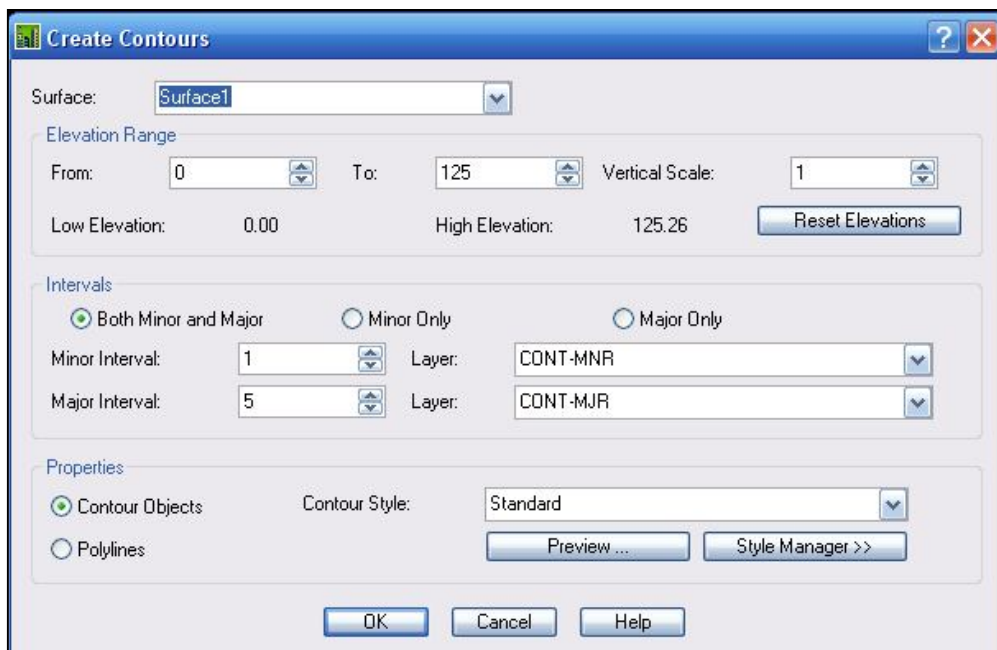 Create Contours
Surface: Surface1
Elevation Range
From: 0 To: 125 Vertical Scale: 1
Low Elevation: 0.00 High Elevation: 125.26 Reset Elevations
Intervals
Both Minor and Major Minor Only Major Only
Minor Interval: 1 Layer: CONT-MNR
Major Interval: 5 Layer: CONT-MJR
Properties
Contour Objects Contour Style: Standard
Polylines Preview ... Style Manager >>
OK Cancel Help